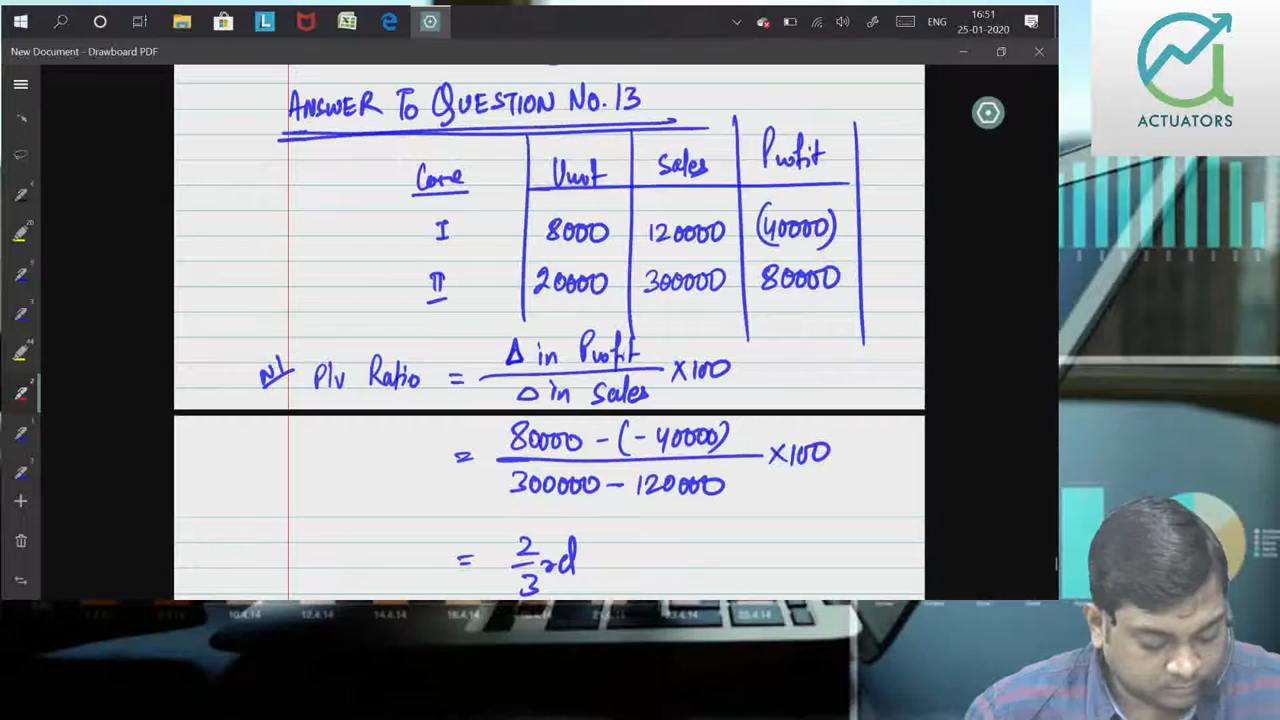 16:51
ENG
25-01-2020
New Document - Drawboard PDF
ACTUATORS
ANSWER TO QUESTION NO. 13
Case Unit Sales Profit
I 8000 120000 (40000)
II 20000 300000 80000
P/V Ratio = Δ in Profit
Δ in Sales ×100
= 80000 - (- 40000)
300000 - 120000 ×100
= 2
3 rd